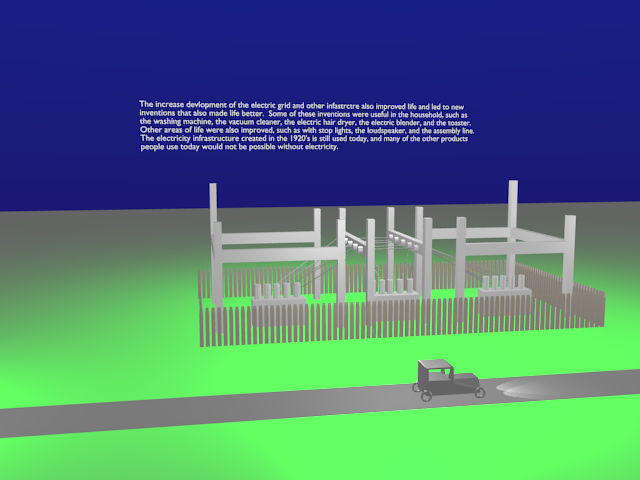 The increase devlopment of the electric grid and other infastrctre also improved life and led to new
inventions that also made life better. Some of these inventions were useful in the household, such as
the washing machine, the vacuum cleaner, the electric hair dryer, the electric blender, and the toaster.
Other areas of life were also improved, such as with stop lights, the loudspeaker, and the assembly line.
The electricity infrastructure created in the 1920's is still used today, and many of the other products
people use today would not be possible without electricity.